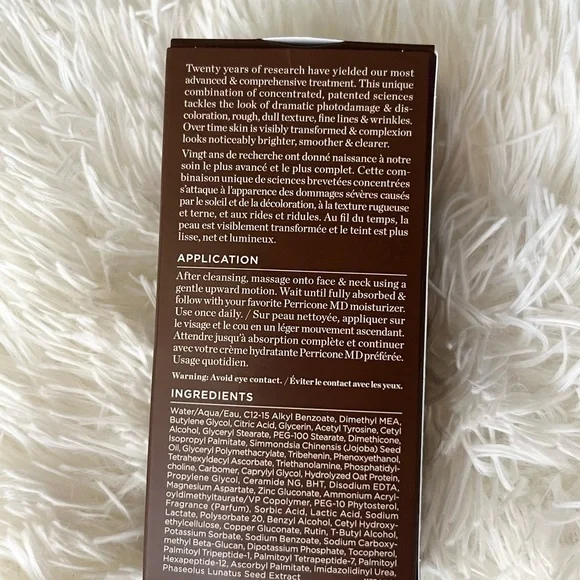 Twenty years of research have yielded our most
advanced & comprehensive treatment. This unique
combination of concentrated, patented sciences
tackles the look of dramatic photodamage & dis-
coloration, rough, dull texture, fine lines & wrinkles.
Over time skin is visibly transformed & complexion
looks noticeably brighter, smoother & clearer.
Vingt ans de recherche ont donné naissance à notre
soin le plus avancé et le plus complet. Cette com-
binaison unique de sciences brevetées concentrées
s'attaque à l'apparence des dommages sévères causés
par le soleil et de la décoloration, à la texture rugueuse
et terne, et aux rides et ridules. Au fil du temps, la
peau est visiblement transformée et le teint est plus
lisse, net et lumineux.
APPLICATION
After cleansing, massage onto face & neck using a
gentle upward motion. Wait until fully absorbed &
follow with your favorite Perricone MD moisturizer.
Use once daily. / Sur peau nettoyée, appliquer sur
le visage et le cou en un léger mouvement ascendant.
Attendre jusqu'à absorption complète et continuer
avec votre crème hydratante Perricone MD préférée.
Usage quotidien.
Warning: Avoid eye contact. / Éviter le contact avec les yeux.
INGREDIENTS
Water/Aqua/Eau, C12-15 Alkyl Benzoate, Dimethyl MEA,
Butylene Glycol, Citric Acid, Glycerin, Acetyl Tyrosine, Cetyl
Alcohol, Glyceryl Stearate, PEG-100 Stearate, Dimethicone,
Isopropyl Palmitate, Simmondsia Chinensis (Jojoba) Seed
Oil, Glyceryl Polymethacrylate, Tribehenin, Phenoxyethanol,
Tetrahexyldecyl Ascorbate, Triethanolamine, Phosphatidyl-
choline, Carbomer, Caprylyl Glycol, Hydrolyzed Oat Protein,
Propylene Glycol, Ceramide NG, BHT, Disodium EDTA,
Magnesium Aspartate, Zinc Gluconate, Ammonium Acryl-
oyldimethyltaurate/VP Copolymer, PEG-10 Phytosterol,
Fragrance (Parfum), Sorbic Acid, Lactic Acid, Sodium
Lactate, Polysorbate 20, Benzyl Alcohol, Cetyl Hydroxy-
ethylcellulose, Copper Gluconate, Rutin, T-Butyl Alcohol,
Potassium Sorbate, Sodium Benzoate, Sodium Carboxy-
methyl Beta-Glucan, Dipotassium Phosphate, Tocopherol,
Palmitoyl Tripeptide-1, Palmitoyl Tetrapeptide-7, Palmitoyl
Hexapeptide-12, Ascorbyl Palmitate, Imidazolidinyl Urea,
Phaseolus Lunatus Seed Extract